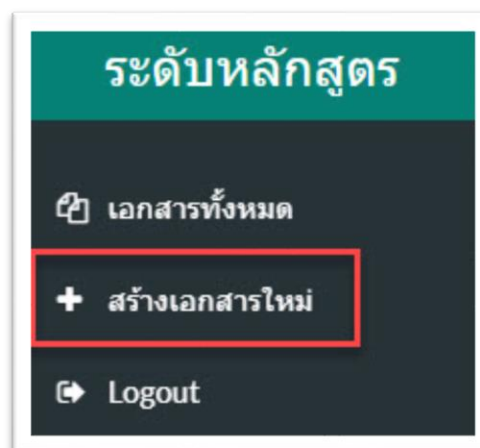 ระดับหลักสูตร
เอกสารทั้งหมด
สร้างเอกสารใหม่
Logout